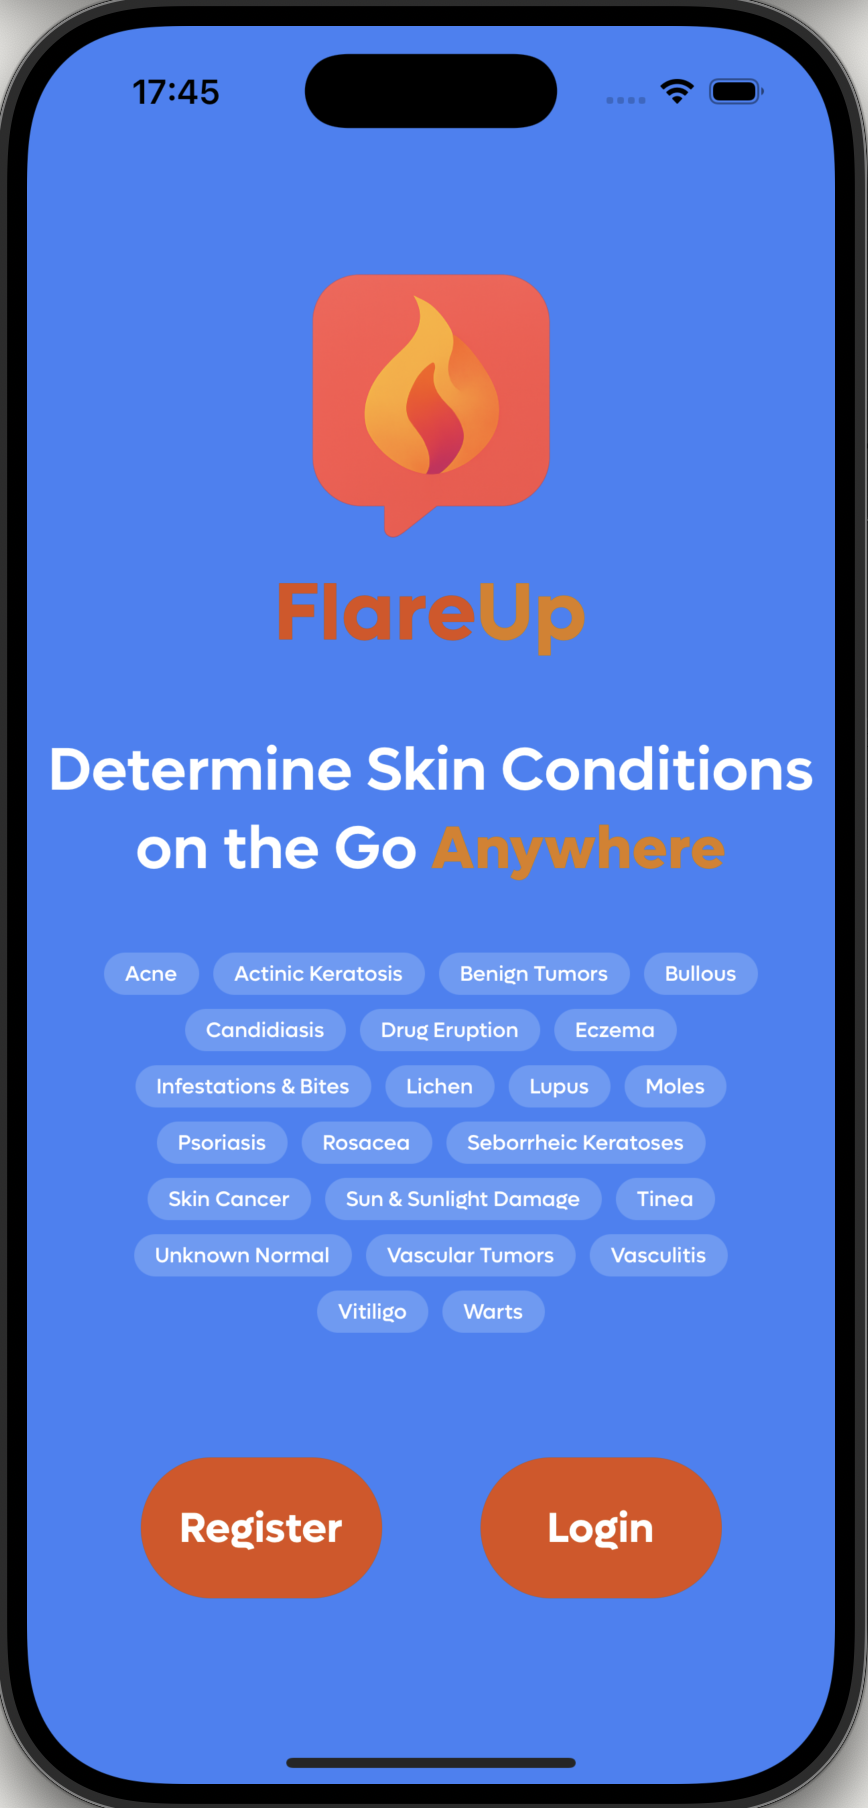 17:45
FlareUp
Determine Skin Conditions
on the Go Anywhere
Acne Actinic Keratosis Benign Tumors Bullous
Candidiasis Drug Eruption Eczema
Infestations & Bites Lichen Lupus Moles
Psoriasis Rosacea Seborrheic Keratoses
Skin Cancer Sun & Sunlight Damage Tinea
Unknown Normal Vascular Tumors Vasculitis
Vitiligo Warts
Register Login